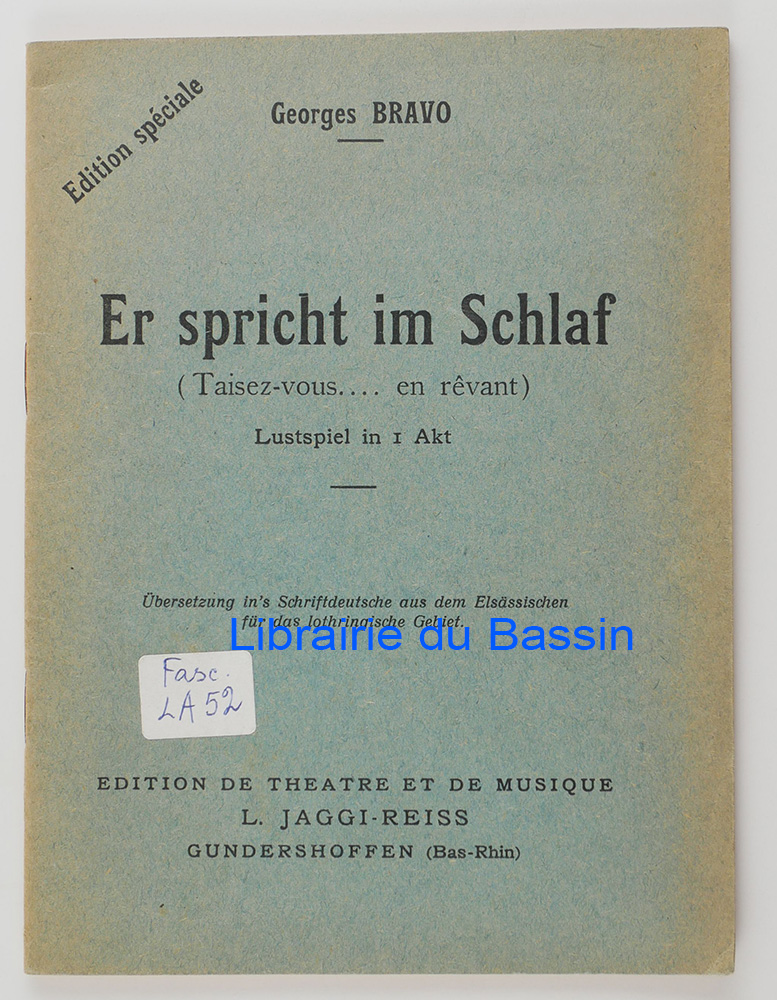 Edition spéciale
Georges BRAVO
Er spricht im Schlaf
(Taisez-vous.... en rêvant)
Lustspiel in 1 Akt
Übersetzung in's Schriftdeutsche aus dem Elsässischen
für das lothringische Gebiet.
Librairie du Bassin
Fasc.
LA 52
EDITION DE THEATRE ET DE MUSIQUE
L. JAGGI-REISS
GUNDERSHOFFEN (Bas-Rhin)